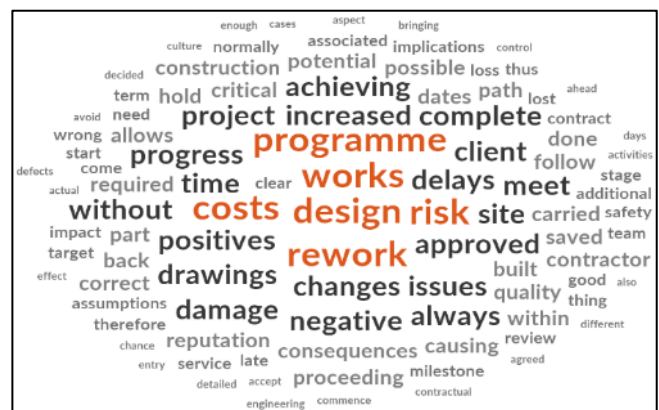 enough cases aspect bringing
culture normally associated implications control
decided construction potential possible loss thus
term hold critical achieving dates path lost ahead
avoid need project increased complete contract
wrong allows programme client done days
start progress follow activities
defects come works delays meet stage
actual required time clear additional
without costs design risk site carried safety
impact part positives rework approved saved team
target back contractor
effect correct drawings changes issues built quality good also
assumptions damage negative always within thing different
therefore
chance reputation consequences causing review
entry service late agreed
detailed accept proceeding milestone
engineering commence contractual